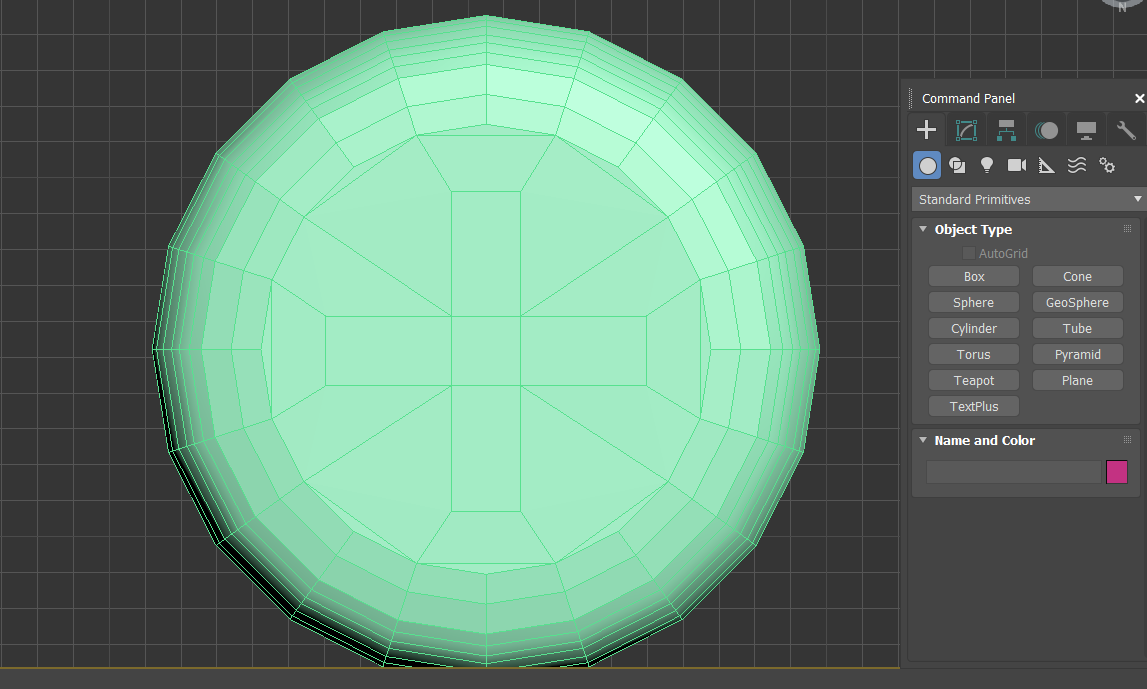 N
Command Panel
Standard Primitives
Object Type
AutoGrid
Box Cone
Sphere GeoSphere
Cylinder Tube
Torus Pyramid
Teapot Plane
TextPlus
Name and Color